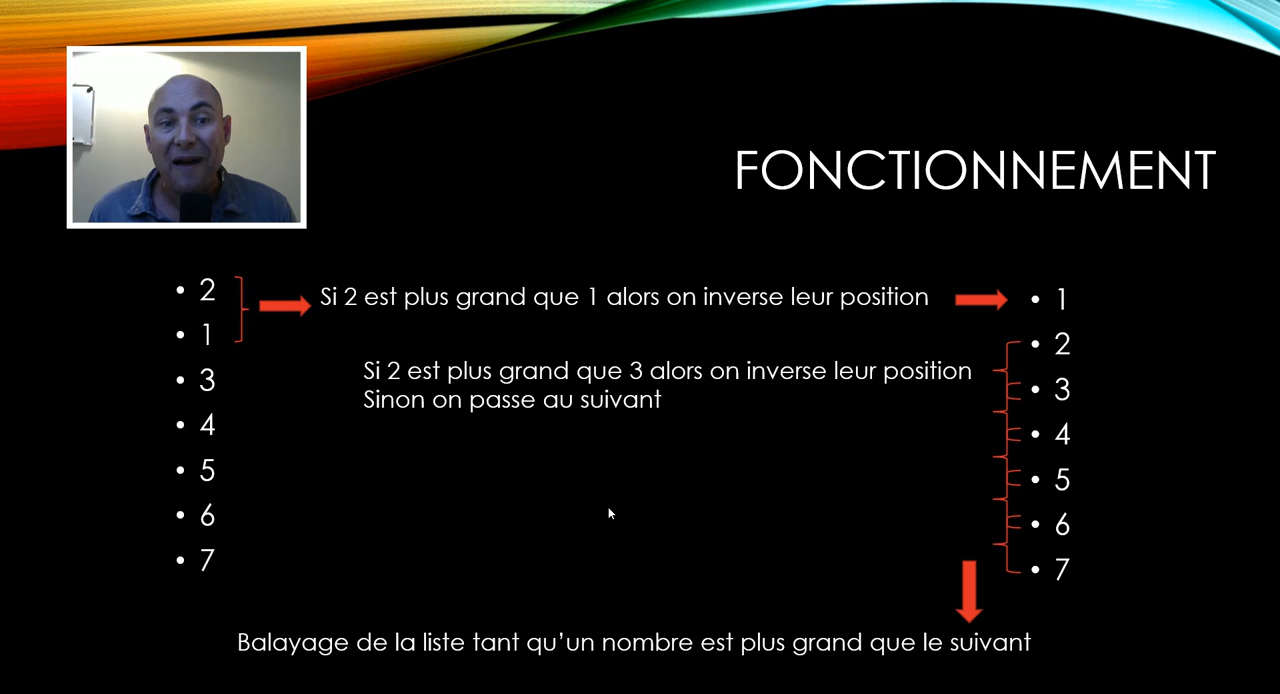 FONCTIONNEMENT
• 2
• 1
• 3
• 4
• 5
• 6
• 7
Si 2 est plus grand que 1 alors on inverse leur position
Si 2 est plus grand que 3 alors on inverse leur position
Sinon on passe au suivant
• 1
• 2
• 3
• 4
• 5
• 6
• 7
Balayage de la liste tant qu’un nombre est plus grand que le suivant